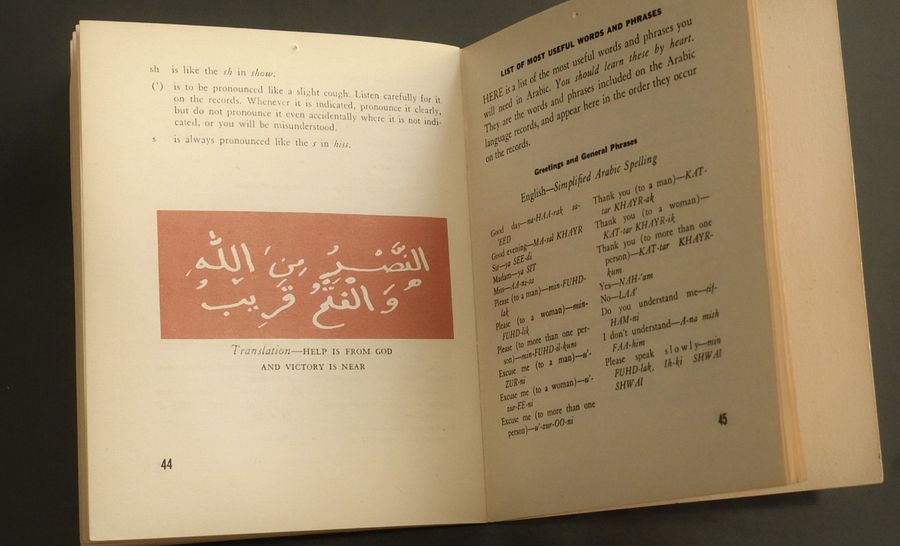 sh is like the sh in show.
(') is to be pronounced like a slight cough. Listen carefully for it
on the records. Whenever it is indicated, pronounce it clearly,
but do not pronounce it even accidentally where it is not indi-
cated, or you will be misunderstood.
s is always pronounced like the s in hiss.
النَّصْرُ مِنَ اللهِ
وَالْفَتْحُ قَرِيبُ
Translation—HELP IS FROM GOD
AND VICTORY IS NEAR
44
LIST OF MOST USEFUL WORDS AND PHRASES
HERE is a list of the most useful words and phrases you
will need in Arabic. You should learn these by heart.
They are the words and phrases included on the Arabic
language records, and appear here in the order they occur
on the records.
Greetings and General Phrases
English—Simplified Arabic Spelling
Good day—na-HAA-rak sa-
'EED
Good evening—MA-sal KHAYR
Sir—ya SEE-di
Madam—ya SIT
Miss—AA-ni-sa
Please (to a man)—min-FUHD-
lak
Please (to a woman)—min-
FUHD-lik
Please (to more than one per-
son)—min-FUHD-il-kum
Excuse me (to a man)—u'-
ZUR-ni
Excuse me (to a woman)—u'-
zur-EE-ni
Excuse me (to more than one
person)—u'-zur-OO-ni
Thank you (to a man)—KAT-
tar KHAYR-ak
Thank you (to a woman)—
KAT-tar KHAYR-ik
Thank you (to more than one
person)—KAT-tar KHAYR-
kum
Yes—NAH-'am
No—LAA'
Do you understand me—tif-
HAM-ni
I don't understand—A-na mish
FAA-him
Please speak slowly—min
FUHD-lak, Ih-ki SHWAI
SHWAI
45